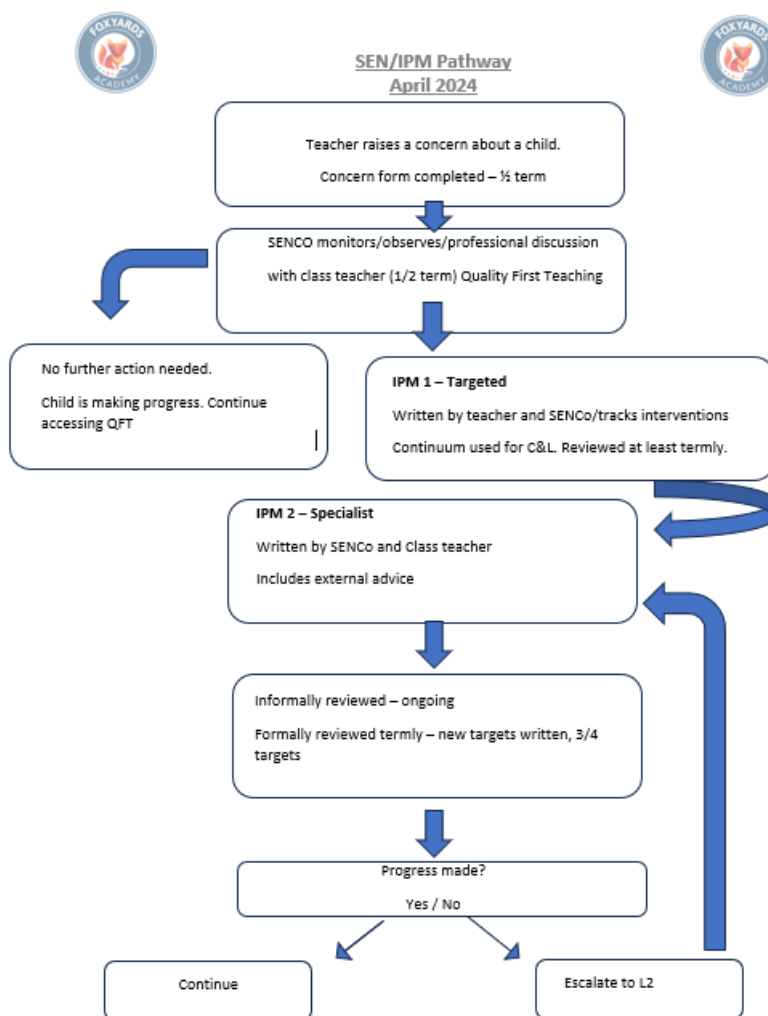 FOXYARDS
ACADEMY
FOXYARDS
ACADEMY
SEN/IPM Pathway
April 2024
Teacher raises a concern about a child.
Concern form completed – ½ term
SENCO monitors/observes/professional discussion
with class teacher (1/2 term) Quality First Teaching
No further action needed.
Child is making progress. Continue
accessing QFT
IPM 1 – Targeted
Written by teacher and SENCo/tracks interventions
Continuum used for C&L. Reviewed at least termly.
IPM 2 – Specialist
Written by SENCo and Class teacher
Includes external advice
Informally reviewed – ongoing
Formally reviewed termly – new targets written, 3/4
targets
Progress made?
Yes / No
Continue
Escalate to L2